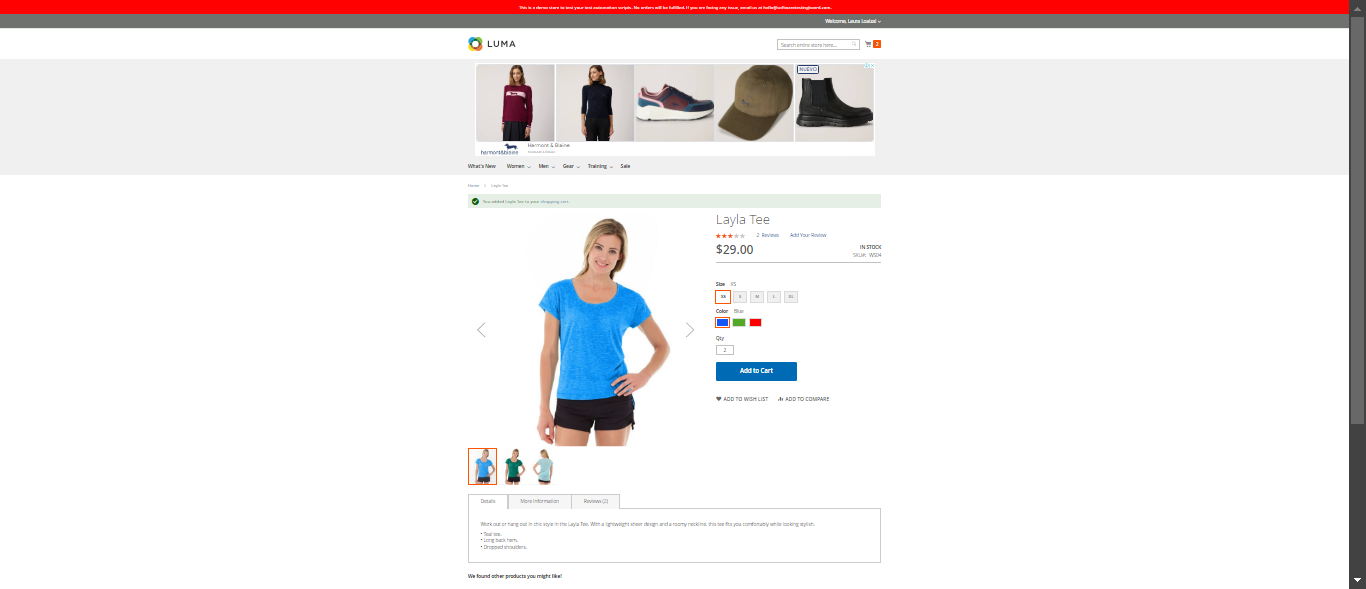 This is a demo store to test your test automation scripts. No orders will be fulfilled. If you are facing any issue, email us at hello@softwaretestingboard.com.
Welcome, Laura
LUMA
Search entire store here...
2
NUEVO
harmont&blaine
Harmont & Blaine
What's New Women Men Gear Training Sale
Home Layla Tee
You added Layla Tee to your shopping cart.
Layla Tee
2 Reviews Add Your Review
$29.00
IN STOCK
SKU#: WS04
Size XS
XS S M L XL
Color Blue
Qty
2
Add to Cart
ADD TO WISH LIST ADD TO COMPARE
Details More Information Reviews (2)
Work out or hang out in chic style in the Layla Tee. With a lightweight sheer design and a roomy neckline, this tee fits you comfortably while looking stylish.
• Teal tee.
• Long back hem.
• Dropped shoulders.
We found other products you might like!